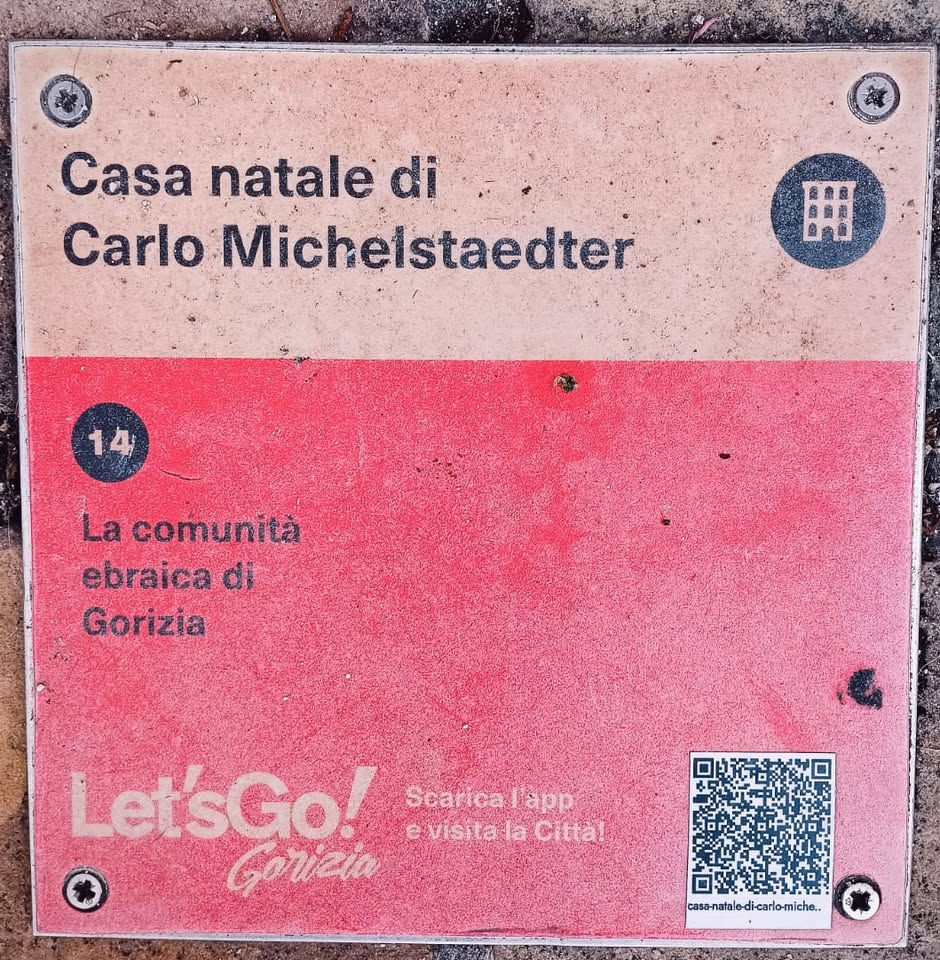 Casa natale di
Carlo Michelstaedter
14
La comunità
ebraica di
Gorizia
Let'sGo!
Gorizia
Scarica l'app
e visita la Città!
casa-natale-di-carlo-miche..